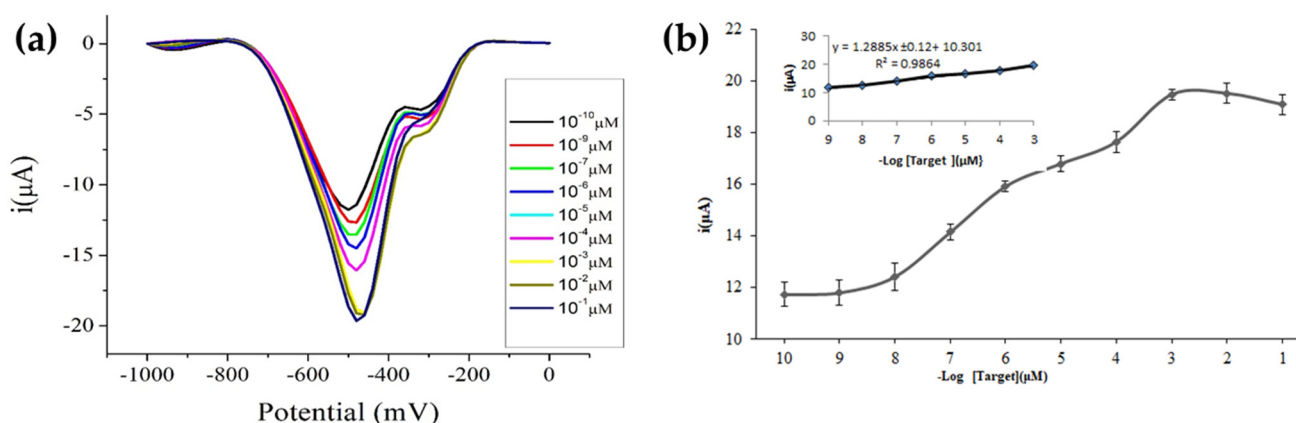 (a)
0
-5
-10
-15
-20
i(µA)
-1000
-800
-600
-400
-200
0
Potential (mV)
10⁻¹⁰µM
10⁻⁹µM
10⁻⁷µM
10⁻⁶µM
10⁻⁵µM
10⁻⁴µM
10⁻³µM
10⁻²µM
10⁻¹µM
(b)
22
20
18
16
14
12
10
i(µA)
10 9 8 7 6 5 4 3 2 1
-Log [Target](µM)
y = 1.2885x ±0.12+ 10.301
R² = 0.9864
30
20
10
0
i(µA)
9 8 7 6 5 4 3
-Log [Target ](µM}